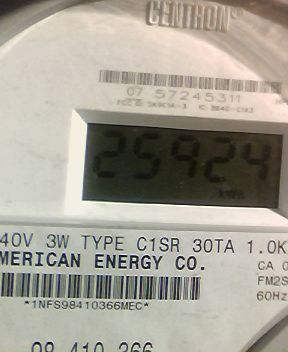 CENTRON®
07 57245311
25924
kWh
40V 3W TYPE C1SR 30TA 1.0K
MERICAN ENERGY CO.
CA 0
FM2S
60Hz
*1NFS98410366MEC*
98 410 366